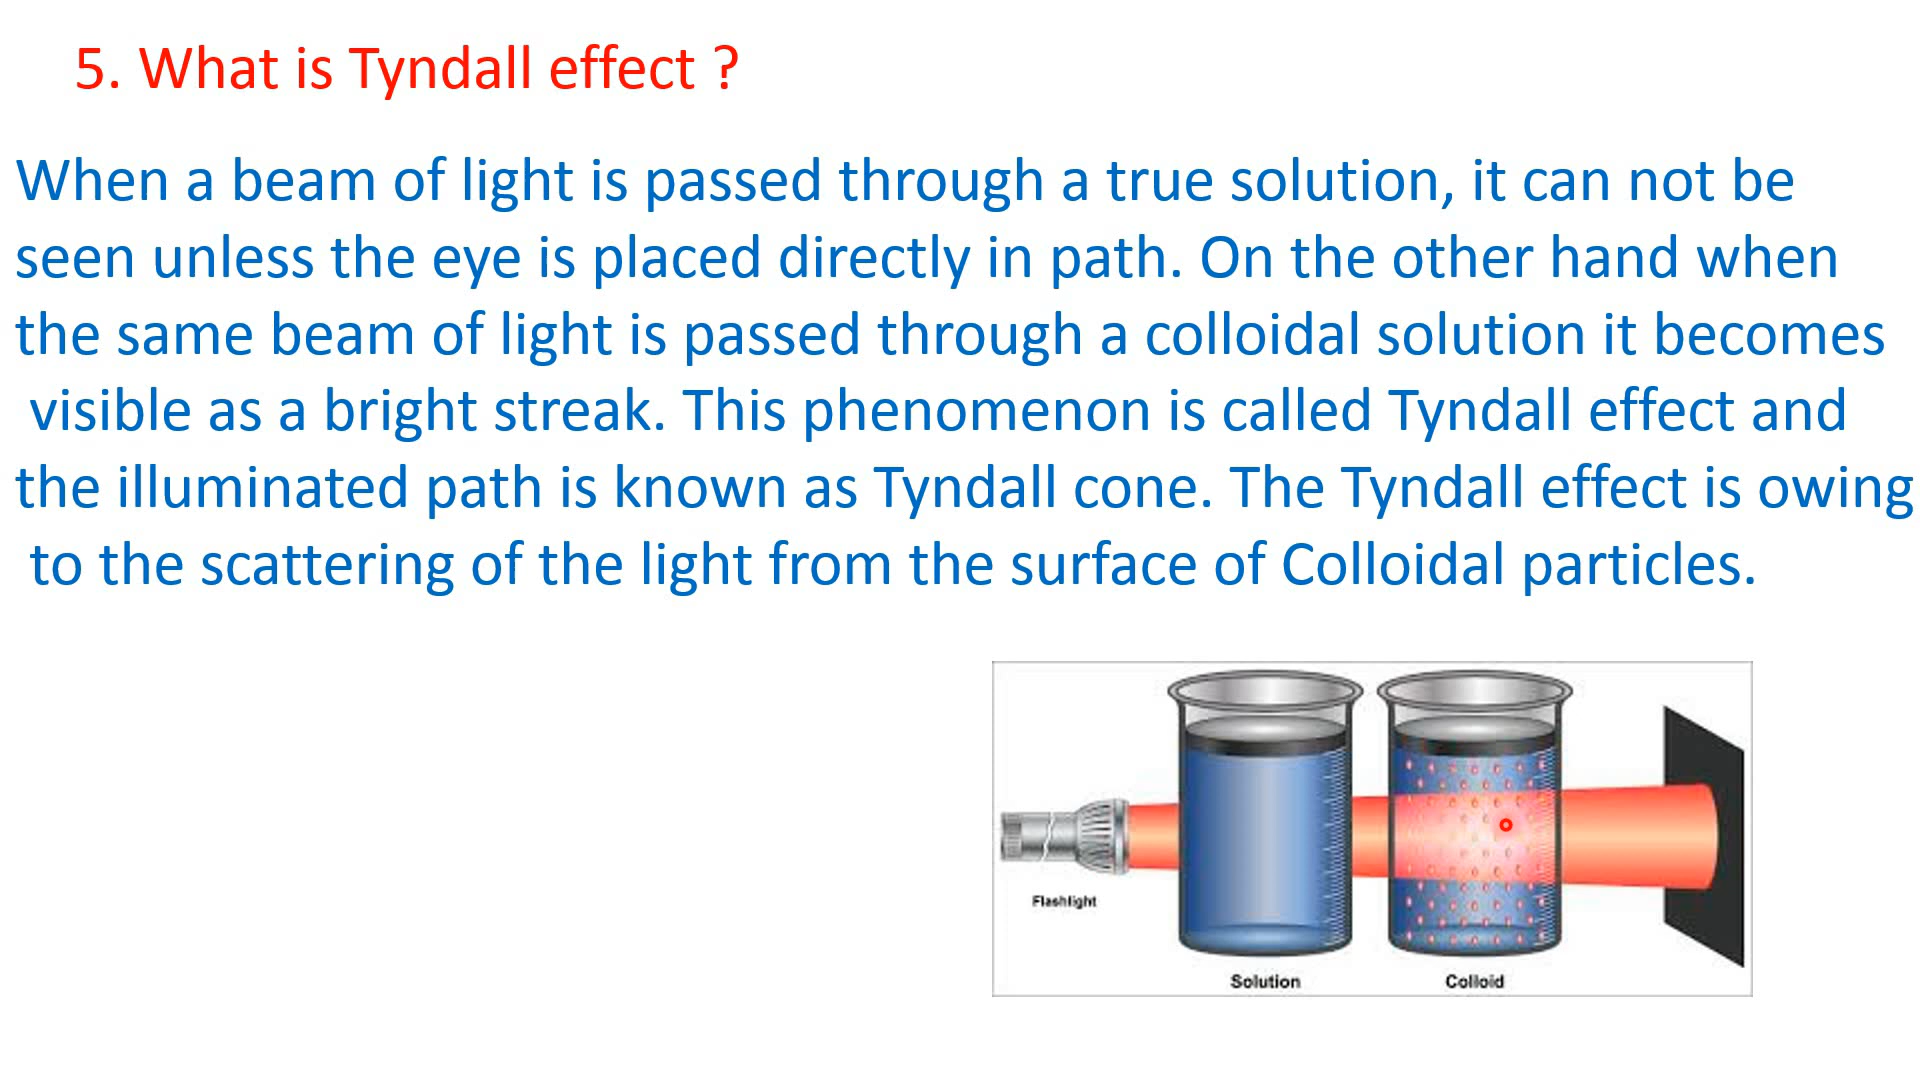 5. What is Tyndall effect ?
When a beam of light is passed through a true solution, it can not be
seen unless the eye is placed directly in path. On the other hand when
the same beam of light is passed through a colloidal solution it becomes
visible as a bright streak. This phenomenon is called Tyndall effect and
the illuminated path is known as Tyndall cone. The Tyndall effect is owing
to the scattering of the light from the surface of Colloidal particles.
Flashlight
Solution
Colloid